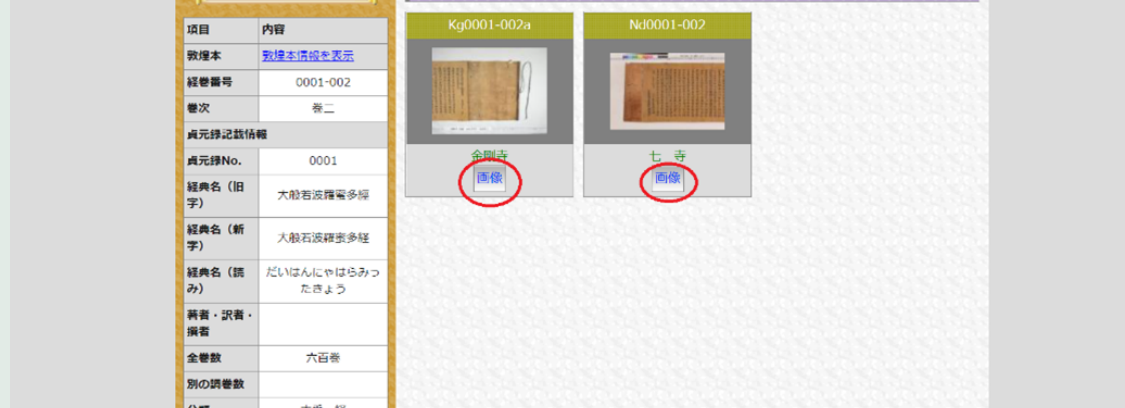 項目 内容
敦煌本 敦煌本情報を表示
経巻番号 0001-002
巻次 巻二
貞元録記載情報
貞元録No. 0001
経典名（旧
字） 大般若波羅蜜多經
経典名（新
字） 大般若波羅蜜多経
経典名（読
み） だいはんにゃはらみっ
たきょう
著者・訳者・
撰者
全巻数 六百巻
別の調巻数
Kg0001-002a
金剛寺
画像
Nd0001-002
七 寺
画像